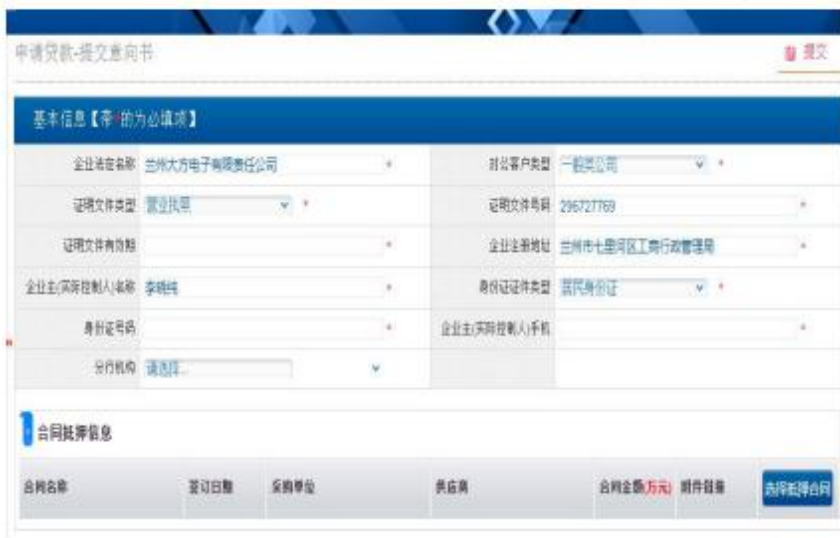 申请贷款-提交意向书
提交
基本信息【带*的为必填项】
企业法定名称 兰州大方电子有限责任公司 * 对公客户类型 一般类公司 *
证明文件类型 营业执照 * 证明文件号码 296727769 *
证明文件有效期 * 企业注册地址 兰州市七里河区工商行政管理局 *
企业主(实际控制人)名称 李晓纯 * 身份证证件类型 居民身份证 *
身份证号码 * 企业主(实际控制人)手机 *
分行机构 请选择...
合同抵押信息
合同名称 签订日期 采购单位 供应商 合同金额(万元) 附件链接 选择抵押合同